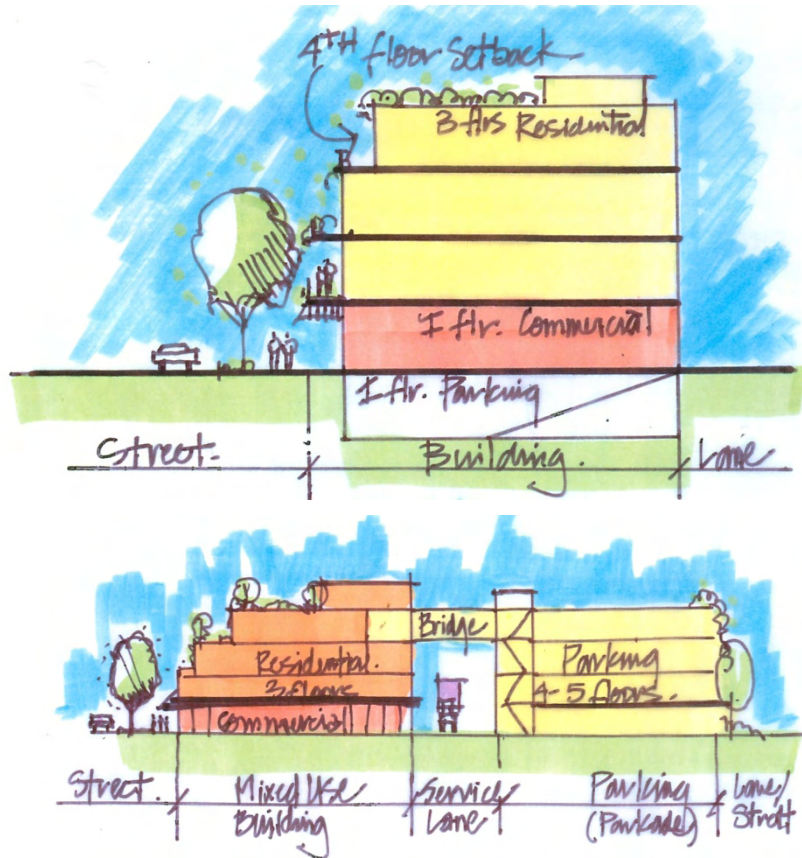 4TH floor Setback
3 flrs Residential
1 flr. Commercial
1 flr. Parking
Street.
Building.
Lane
Bridge
Residential.
3 floors
Commercial
Parking
4-5 floors.
Street.
Mixed Use
Building
Service
Lane
Parking
(Parkade)
Lane/
Strett